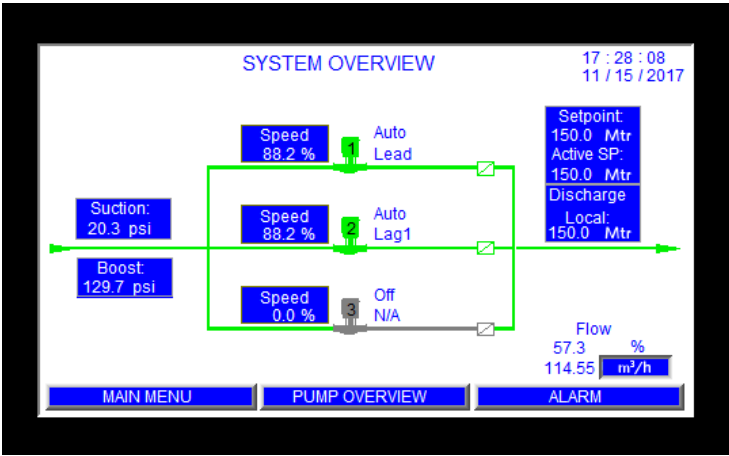 SYSTEM OVERVIEW
17 : 28 : 08
11 / 15 / 2017
Speed
88.2 %
1
Auto
Lead
Setpoint:
150.0 Mtr
Active SP:
150.0 Mtr
Discharge
Local:
150.0 Mtr
Suction:
20.3 psi
Speed
88.2 %
2
Auto
Lag1
Boost:
129.7 psi
Speed
0.0 %
3
Off
N/A
Flow
57.3 %
114.55 m³/h
MAIN MENU
PUMP OVERVIEW
ALARM